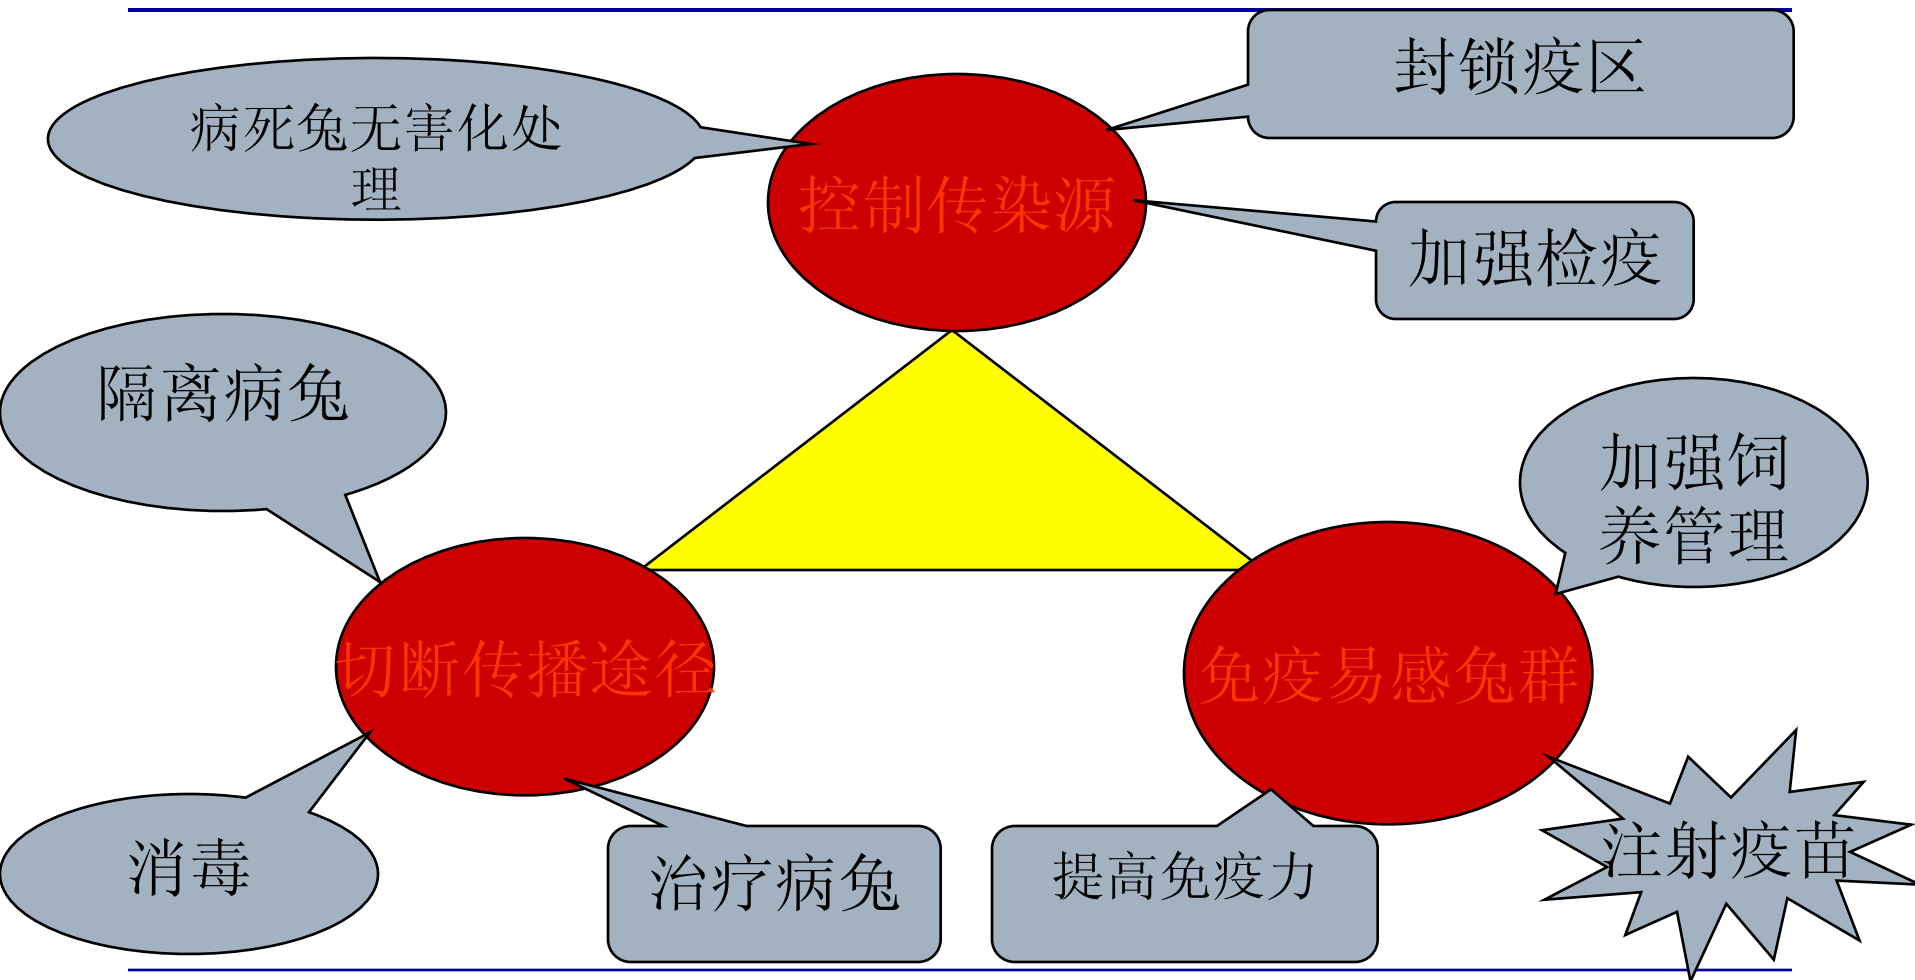 封锁疫区
病死兔无害化处
理
控制传染源
加强检疫
隔离病兔
加强饲
养管理
切断传播途径
免疫易感兔群
消毒
治疗病兔
提高免疫力
注射疫苗